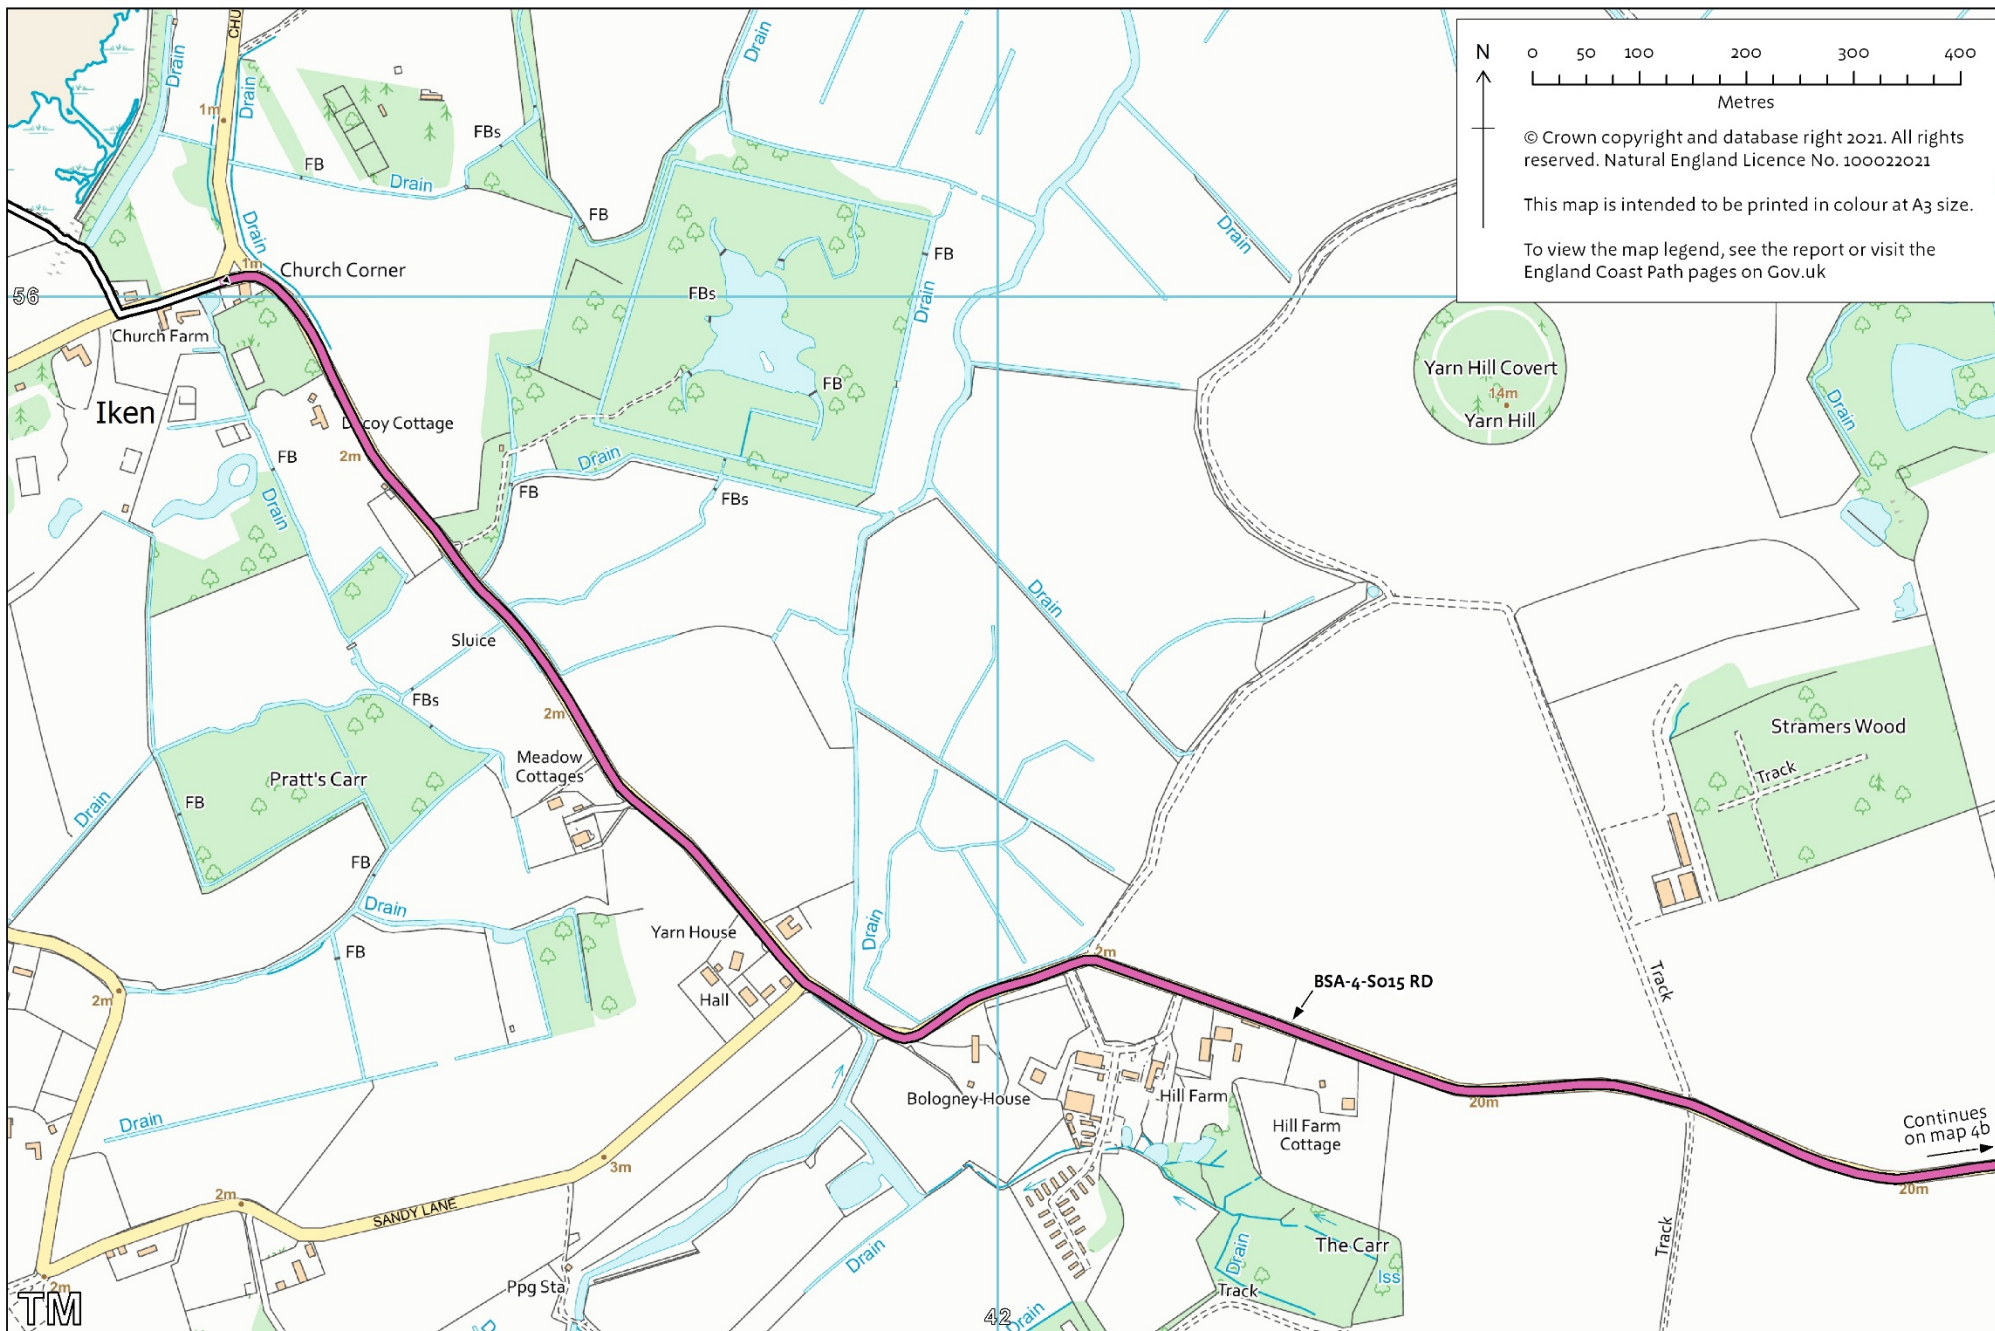 CHU
Drain
Drain
Drain
1m
Drain
FBs
FB
Drain
FB
Drain
1m
Church Corner
FB
Drain
Drain
FBs
56
Church Farm
Iken
Decoy Cottage
2m
FB
FB
Drain
FB
FBs
Drain
Drain
Sluice
FBs
2m
Meadow
Cottages
Pratt's Carr
FB
Drain
FB
Drain
FB
Yarn House
Hall
Drain
2m
2m
BSA-4-S015 RD
Bologney House
Hill Farm
Hill Farm
Cottage
20m
20m
Continues
on map 4b
Track
Track
Track
Stramers Wood
Yarn Hill Covert
14m
Yarn Hill
Drain
Drain
2m
3m
SANDY LANE
2m
TM
Ppg Sta
Drain
42
Drain
Drain
The Carr
Iss
Track
N
0 50 100 200 300 400
Metres
© Crown copyright and database right 2021. All rights
reserved. Natural England Licence No. 100022021
This map is intended to be printed in colour at A3 size.
To view the map legend, see the report or visit the
England Coast Path pages on Gov.uk